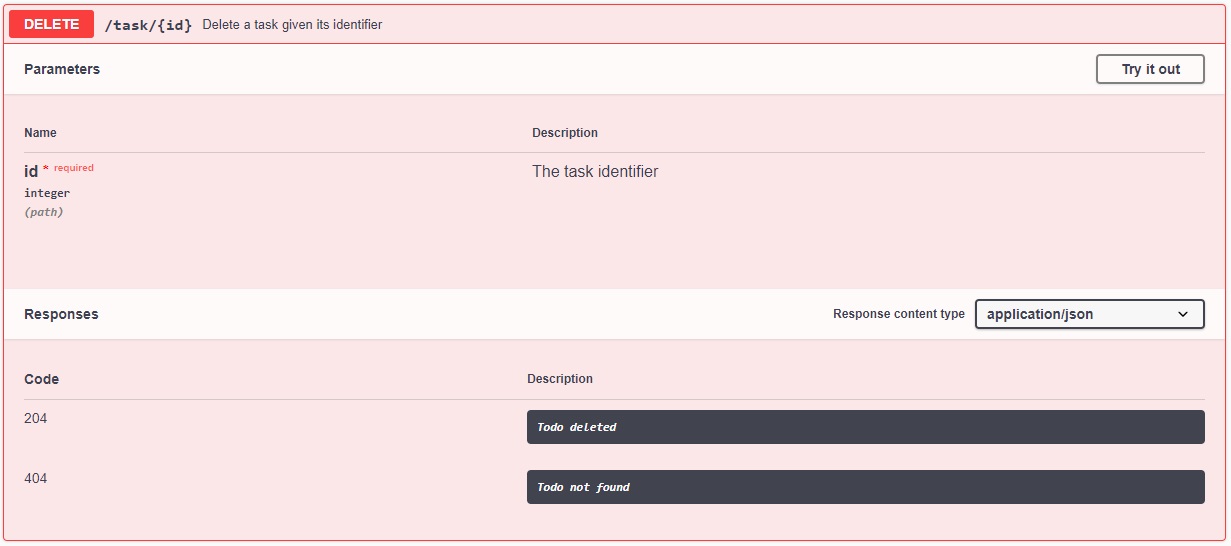 DELETE /task/{id} Delete a task given its identifier
Parameters Try it out
Name Description
id * required The task identifier
integer
(path)
Responses Response content type application/json
Code Description
204 Todo deleted
404 Todo not found